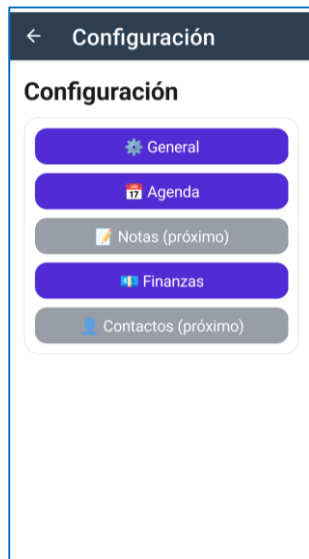 Configuración
Configuración
General
Agenda
Notas (próximo)
Finanzas
Contactos (próximo)